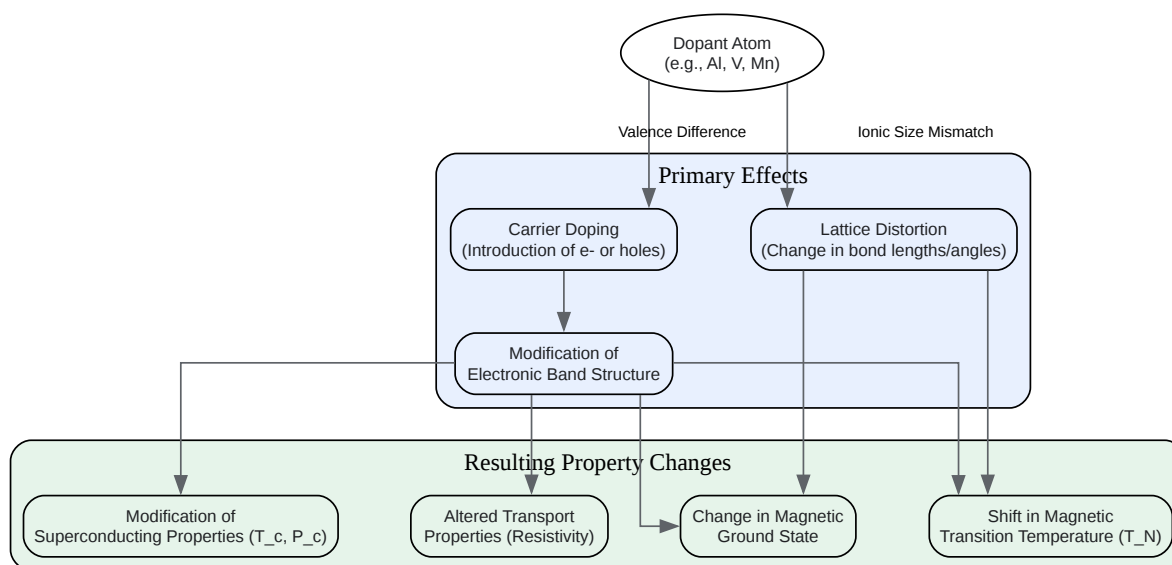 Dopant Atom
(e.g., Al, V, Mn)
Valence Difference
Ionic Size Mismatch
Primary Effects
Carrier Doping
(Introduction of e- or holes)
Lattice Distortion
(Change in bond lengths/angles)
Modification of
Electronic Band Structure
Resulting Property Changes
Modification of
Superconducting Properties (T_c, P_c)
Altered Transport
Properties (Resistivity)
Change in Magnetic
Ground State
Shift in Magnetic
Transition Temperature (T_N)